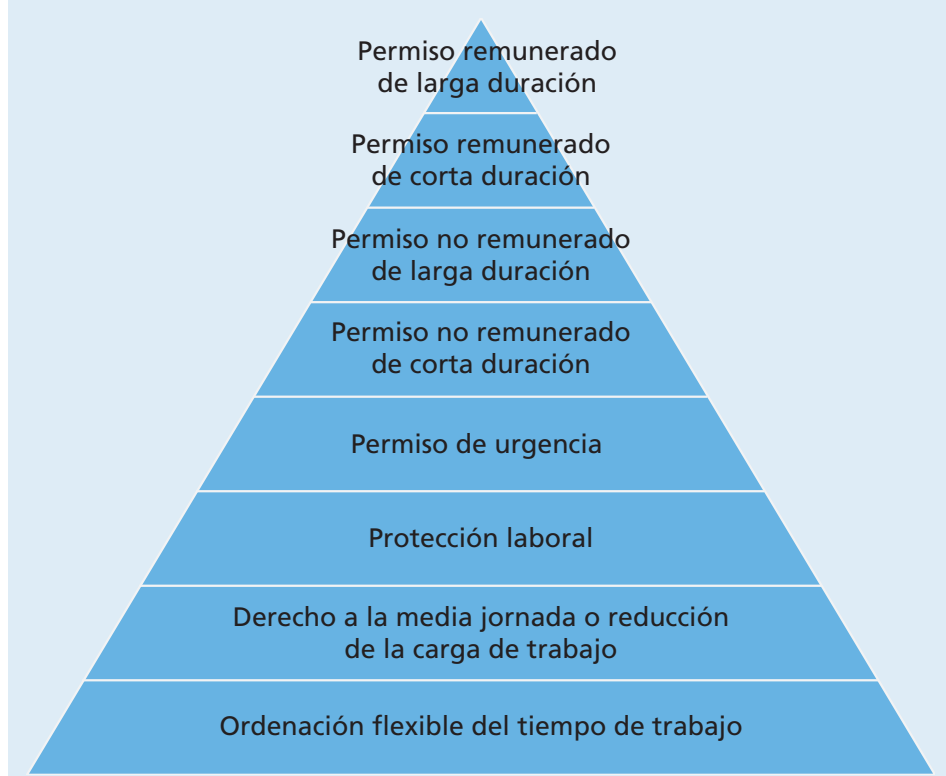 Permiso remunerado
de larga duración
Permiso remunerado
de corta duración
Permiso no remunerado
de larga duración
Permiso no remunerado
de corta duración
Permiso de urgencia
Protección laboral
Derecho a la media jornada o reducción
de la carga de trabajo
Ordenación flexible del tiempo de trabajo